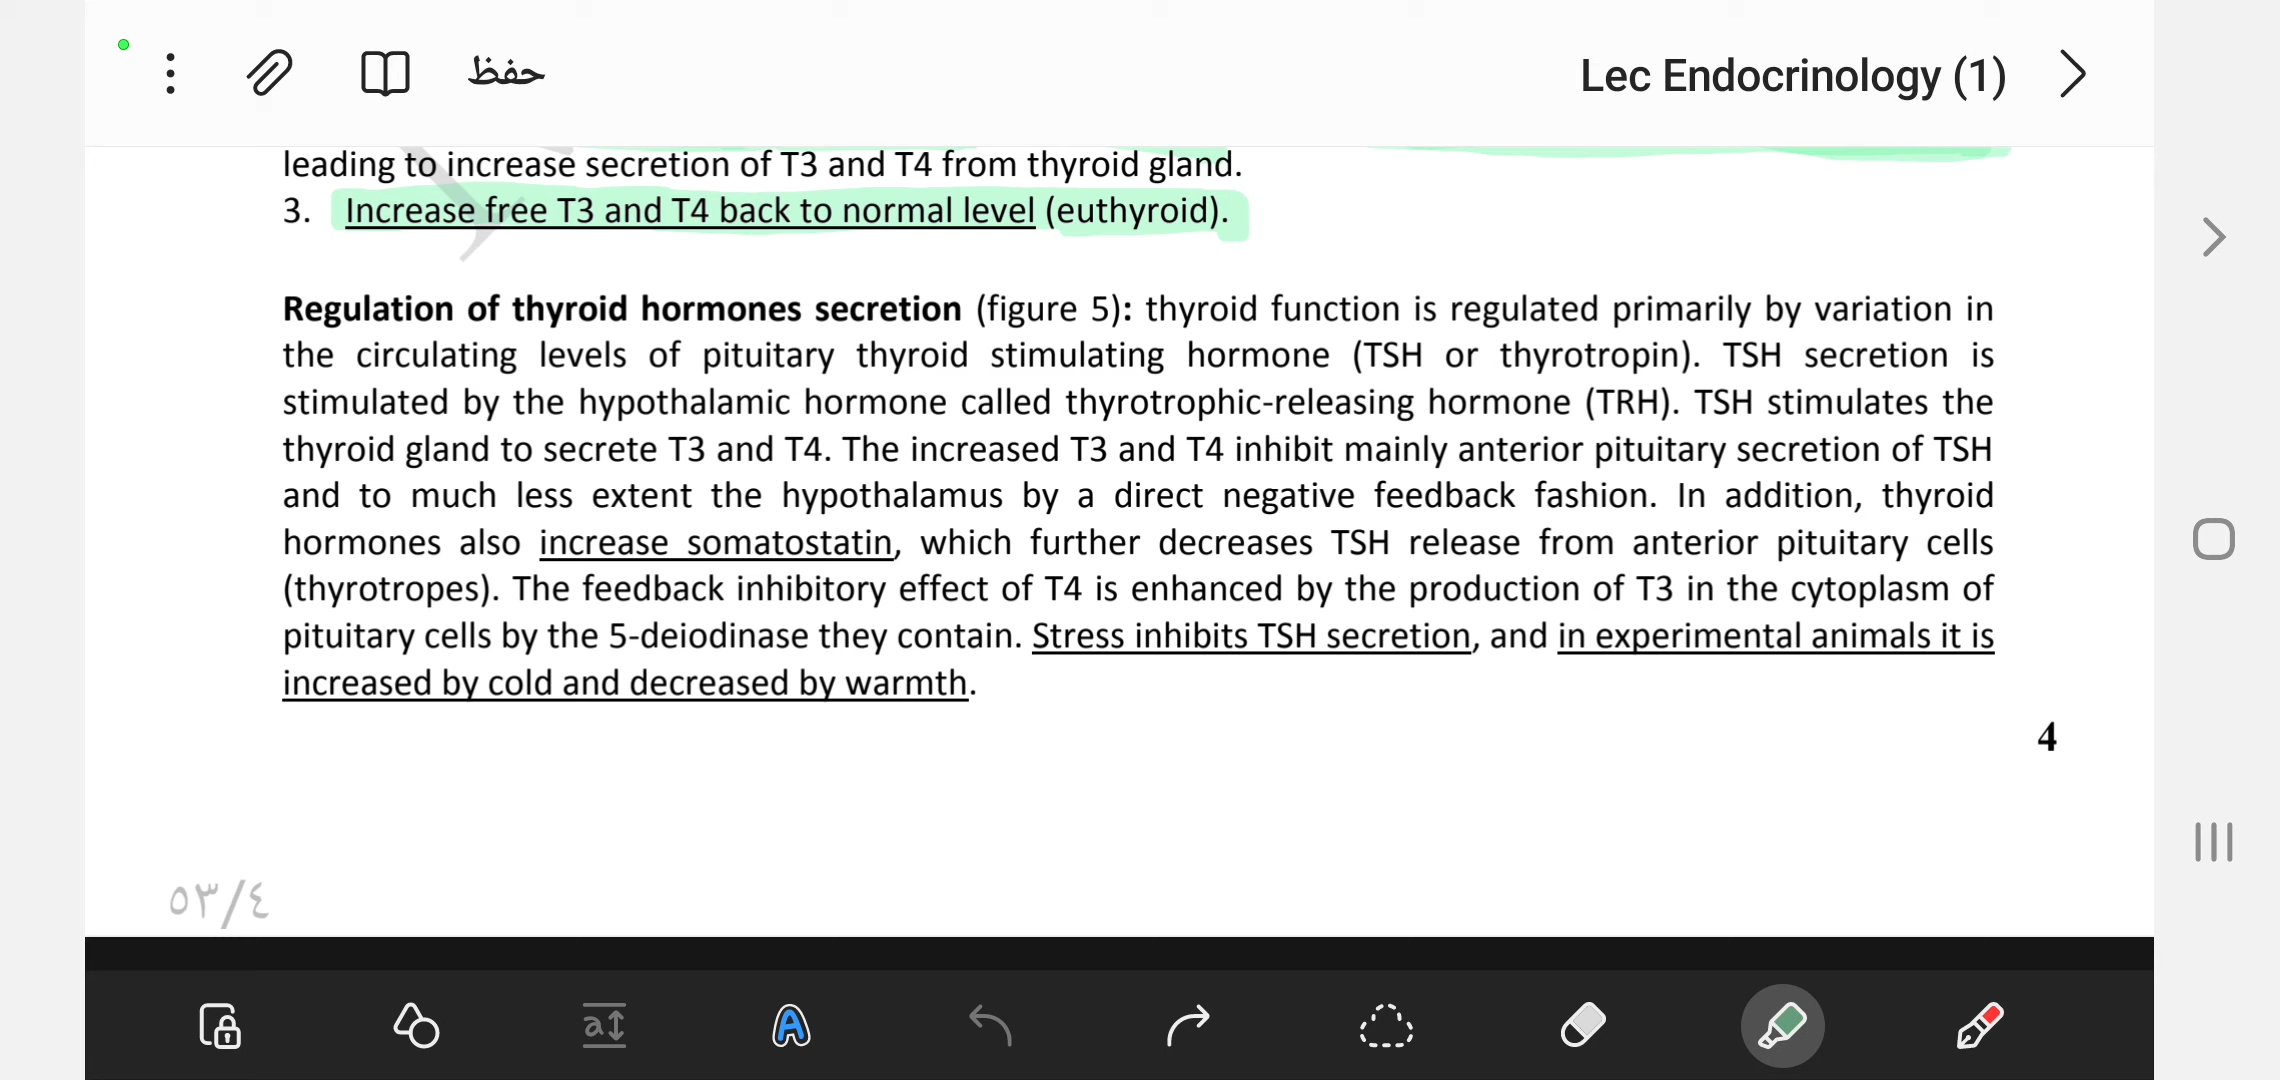 حفظ
Lec Endocrinology (1)
leading to increase secretion of T3 and T4 from thyroid gland.
3. Increase free T3 and T4 back to normal level (euthyroid).
Regulation of thyroid hormones secretion (figure 5): thyroid function is regulated primarily by variation in
the circulating levels of pituitary thyroid stimulating hormone (TSH or thyrotropin). TSH secretion is
stimulated by the hypothalamic hormone called thyrotrophic-releasing hormone (TRH). TSH stimulates the
thyroid gland to secrete T3 and T4. The increased T3 and T4 inhibit mainly anterior pituitary secretion of TSH
and to much less extent the hypothalamus by a direct negative feedback fashion. In addition, thyroid
hormones also increase somatostatin, which further decreases TSH release from anterior pituitary cells
(thyrotropes). The feedback inhibitory effect of T4 is enhanced by the production of T3 in the cytoplasm of
pituitary cells by the 5-deiodinase they contain. Stress inhibits TSH secretion, and in experimental animals it is
increased by cold and decreased by warmth.
4
٥٣/٤
a
A